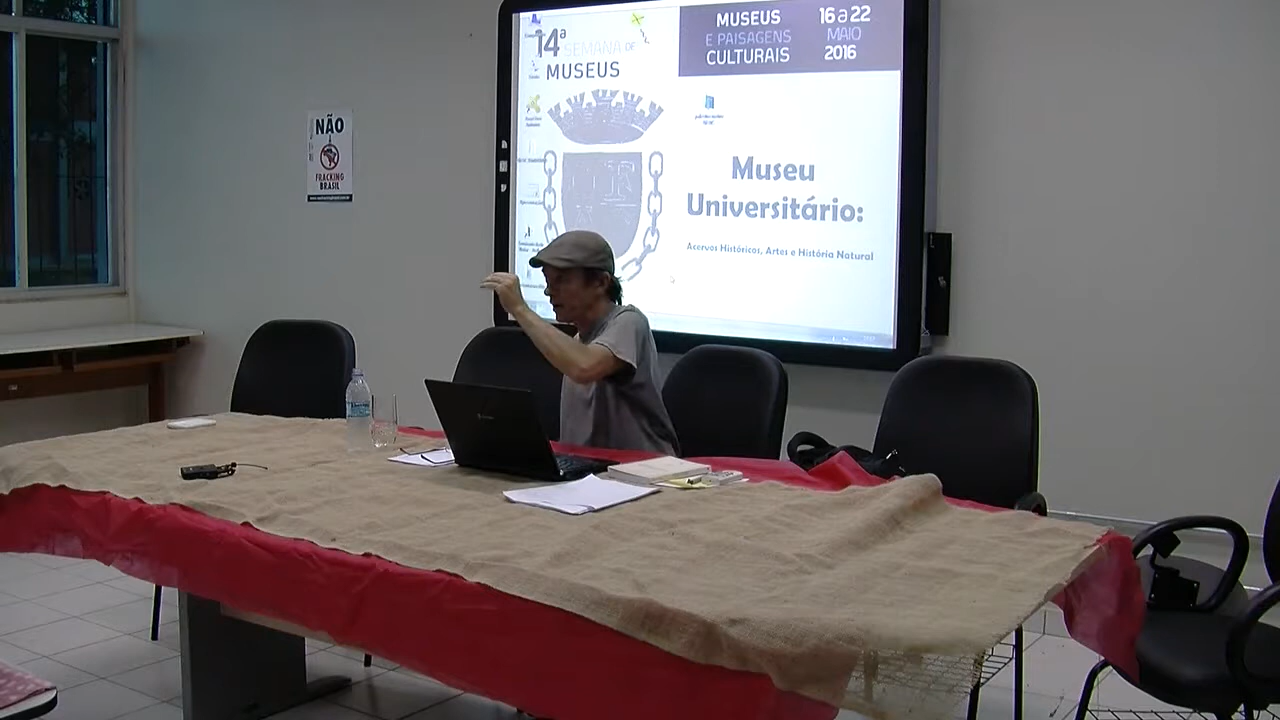 14ª SEMANA DE
MUSEUS
MUSEUS
E PAISAGENS
CULTURAIS
16 a 22
MAIO
2016
Museu
Universitário:
Acervos Históricos, Artes e História Natural
NÃO
FRACKING
BRASIL